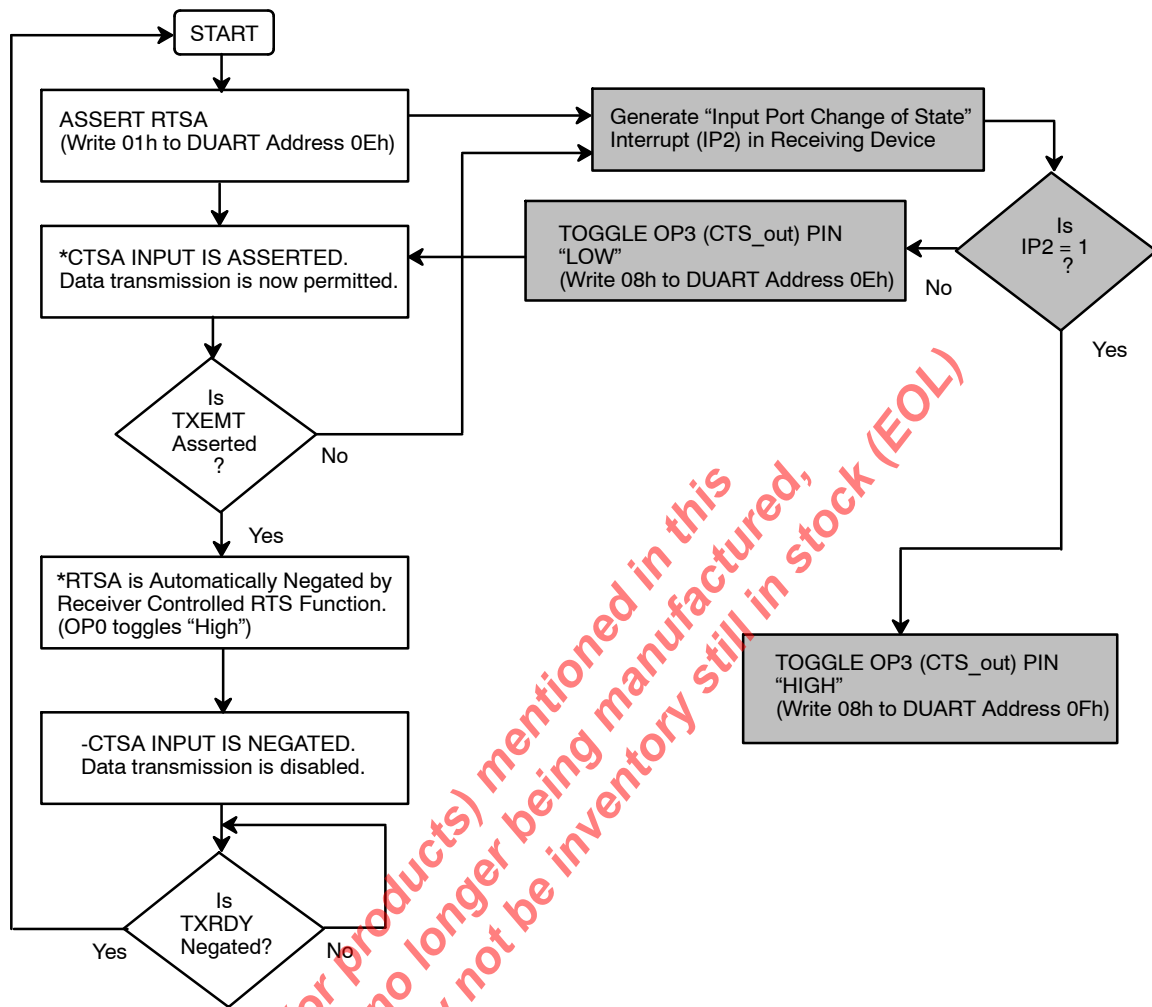 START
ASSERT RTSA
(Write 01h to DUART Address 0Eh)
Generate “Input Port Change of State”
Interrupt (IP2) in Receiving Device
*CTSA INPUT IS ASSERTED.
Data transmission is now permitted.
TOGGLE OP3 (CTS_out) PIN
“LOW”
(Write 08h to DUART Address 0Eh)
Is
IP2 = 1
?
No
Yes
Is
TXEMT
Asserted
?
No
Yes
*RTSA is Automatically Negated by
Receiver Controlled RTS Function.
(OP0 toggles “High”)
TOGGLE OP3 (CTS_out) PIN
“HIGH”
(Write 08h to DUART Address 0Fh)
-CTSA INPUT IS NEGATED.
Data transmission is disabled.
Is
TXRDY
Negated?
Yes
No
or products) mentioned in this
no longer being manufactured,
not be inventory still in stock (EOL)